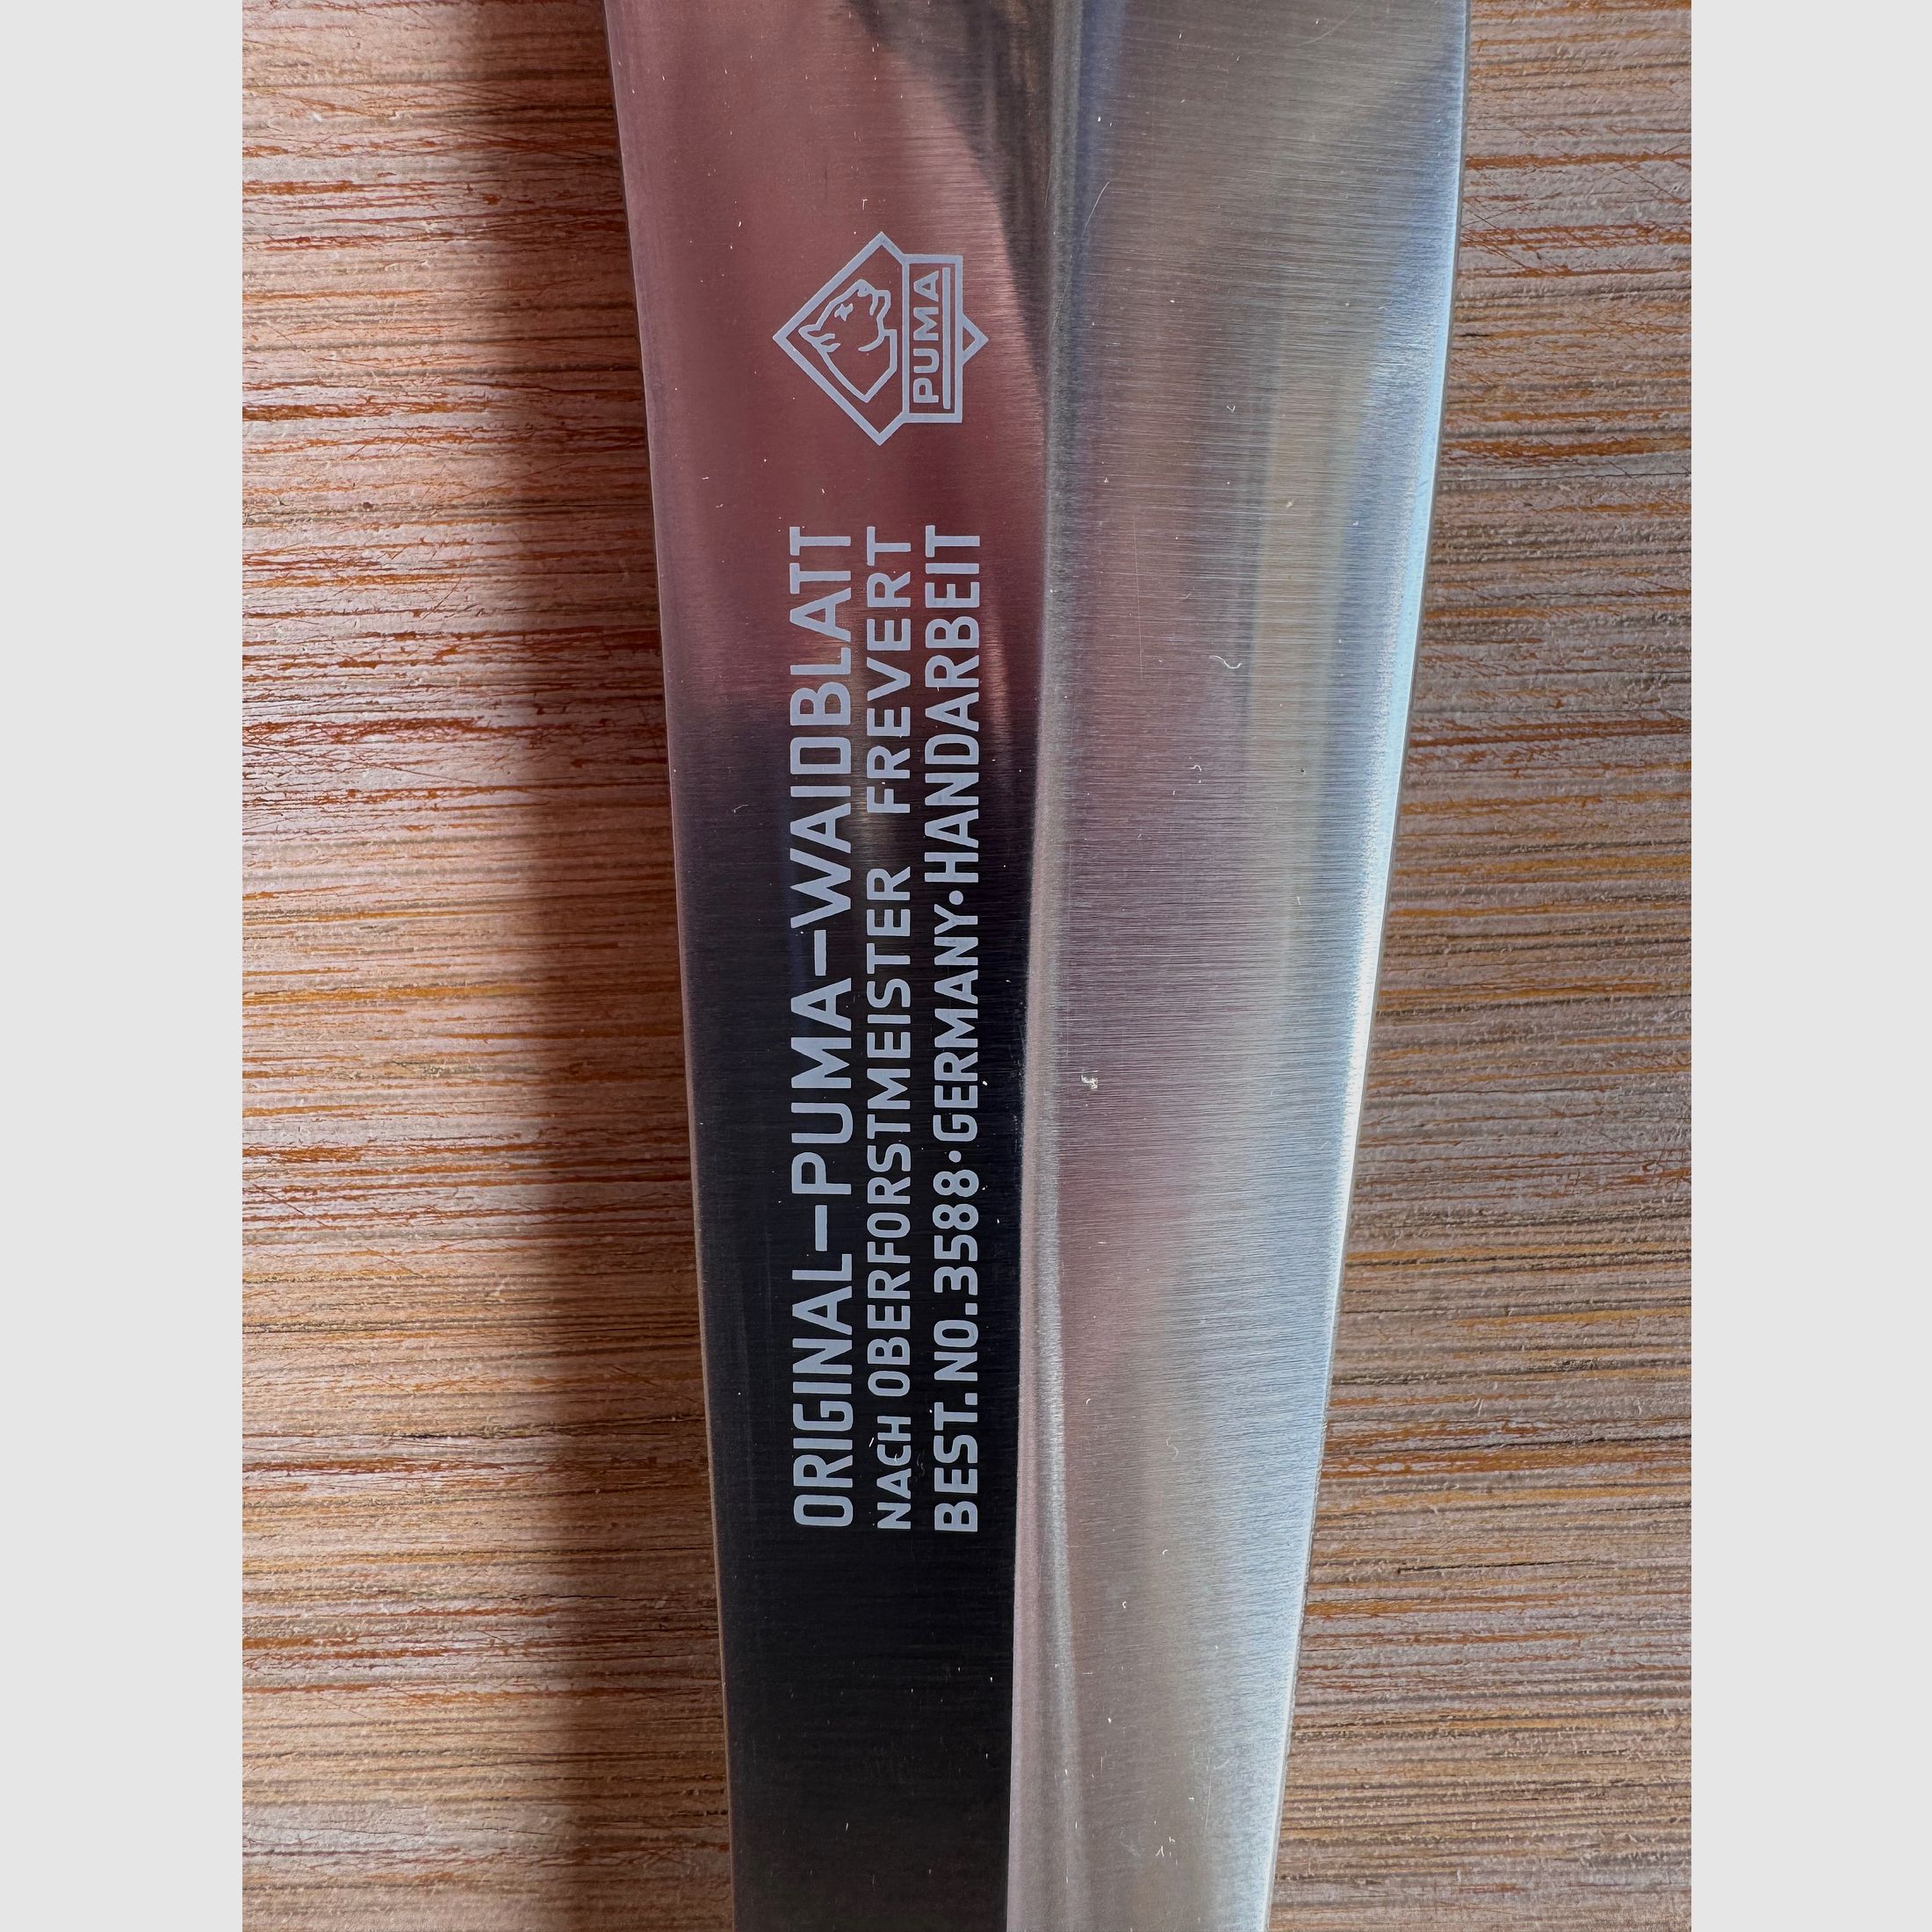 ORIGINAL-PUMA-WAIDBLATT
NACH OBERFORSTMEISTER FREVERT
BEST.NO.3588·GERMANY·HANDARBEIT
PUMA